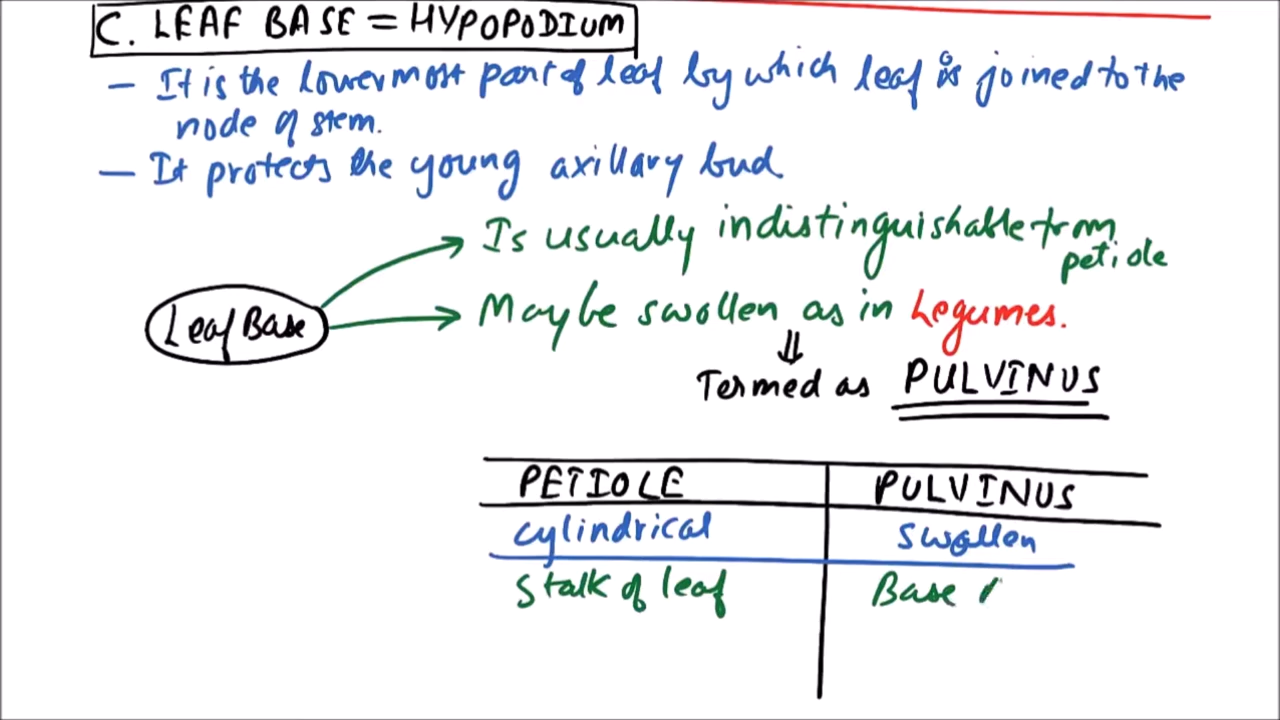 C. LEAF BASE = HYPOPODIUM
– It is the lowermost part of leaf by which leaf is joined to the
node of stem.
– It protects the young axillary bud
Is usually indistinguishable from
petiole
Leaf Base
Maybe swollen as in Legumes.
Termed as PULVINUS
PETIOLE PULVINUS
Cylindrical Swollen
Stalk of leaf Base